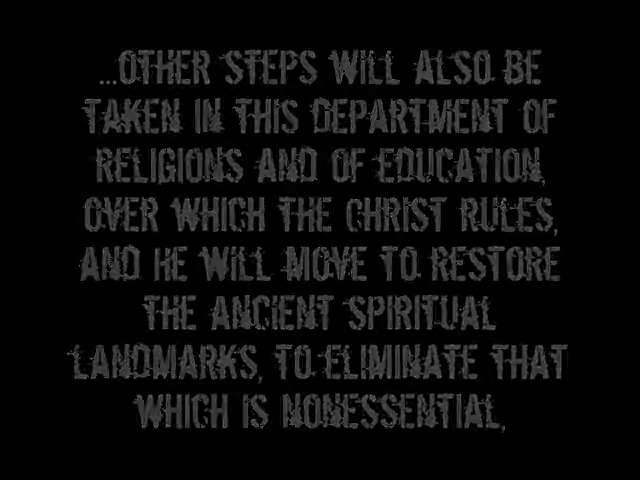 ...OTHER STEPS WILL ALSO BE
TAKEN IN THIS DEPARTMENT OF
RELIGIONS AND OF EDUCATION,
OVER WHICH THE CHRIST RULES,
AND HE WILL MOVE TO RESTORE
THE ANCIENT SPIRITUAL
LANDMARKS, TO ELIMINATE THAT
WHICH IS NONESSENTIAL,